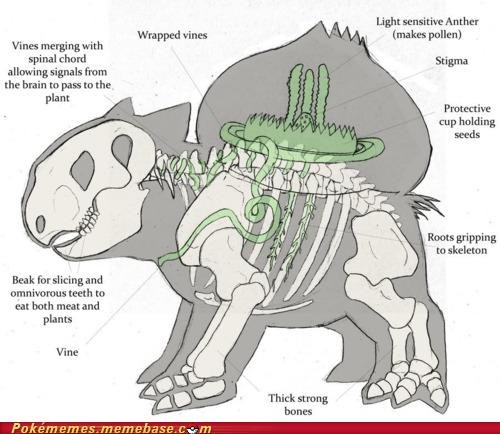 Vines merging with
spinal chord
allowing signals from
the brain to pass to the
plant
Wrapped vines
Light sensitive Anther
(makes pollen)
Stigma
Protective
cup holding
seeds
Roots gripping
to skeleton
Beak for slicing and
omnivorous teeth to
eat both meat and
plants
Vine
Thick strong
bones
Pokémemes.memebase.com